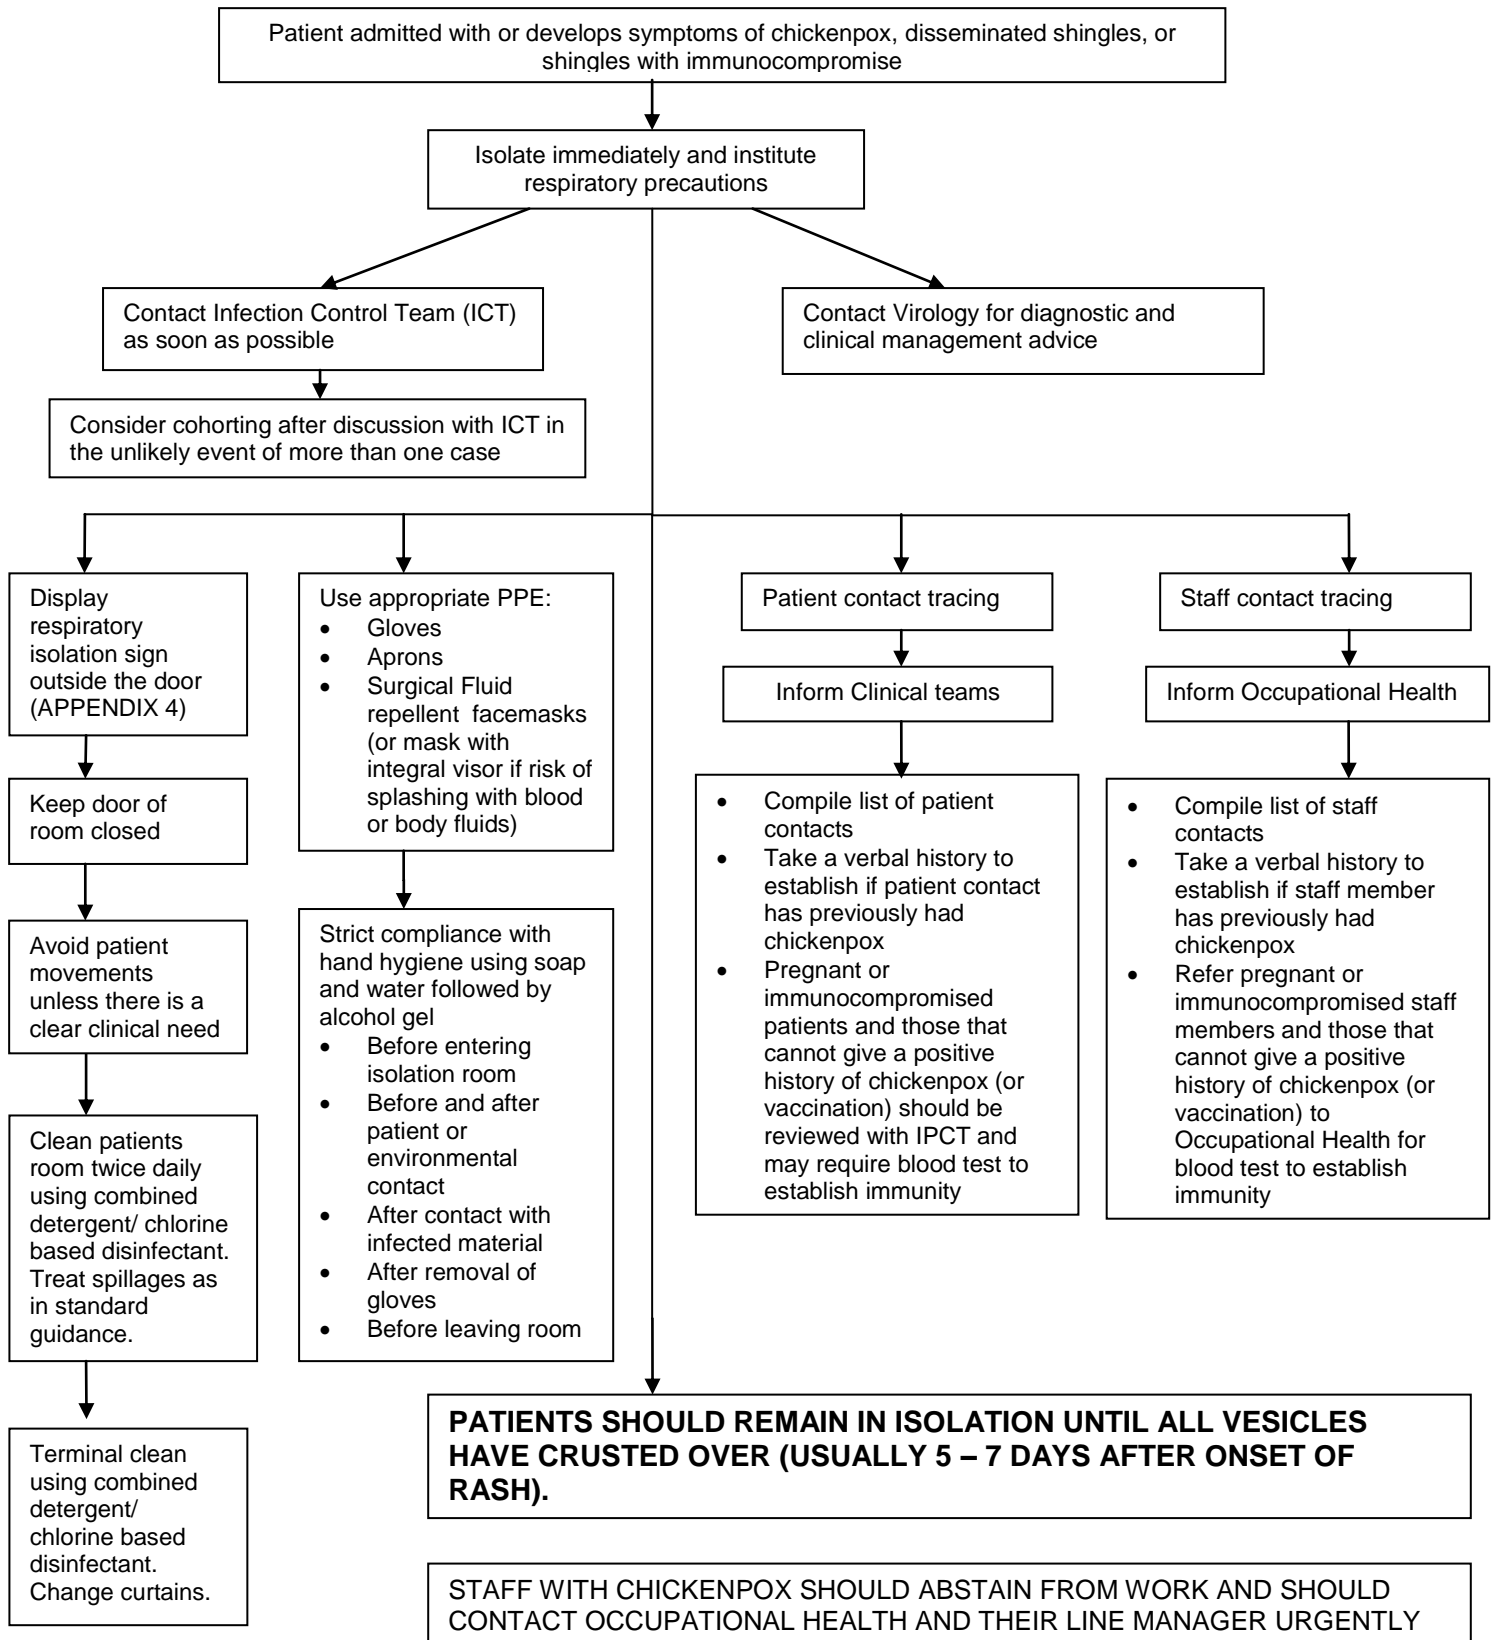 Patient admitted with or develops symptoms of chickenpox, disseminated shingles, or
shingles with immunocompromise
Isolate immediately and institute
respiratory precautions
Contact Infection Control Team (ICT)
as soon as possible
Contact Virology for diagnostic and
clinical management advice
Consider cohorting after discussion with ICT in
the unlikely event of more than one case
Display
respiratory
isolation sign
outside the door
(APPENDIX 4)
Keep door of
room closed
Avoid patient
movements
unless there is a
clear clinical need
Clean patients
room twice daily
using combined
detergent/ chlorine
based disinfectant.
Treat spillages as
in standard
guidance.
Terminal clean
using combined
detergent/
chlorine based
disinfectant.
Change curtains.
Use appropriate PPE:
• Gloves
• Aprons
• Surgical Fluid
repellent facemasks
(or mask with
integral visor if risk of
splashing with blood
or body fluids)
Strict compliance with
hand hygiene using soap
and water followed by
alcohol gel
• Before entering
isolation room
• Before and after
patient or
environmental
contact
• After contact with
infected material
• After removal of
gloves
• Before leaving room
Patient contact tracing
Inform Clinical teams
• Compile list of patient
contacts
• Take a verbal history to
establish if patient contact
has previously had
chickenpox
• Pregnant or
immunocompromised
patients and those that
cannot give a positive
history of chickenpox (or
vaccination) should be
reviewed with IPCT and
may require blood test to
establish immunity
Staff contact tracing
Inform Occupational Health
• Compile list of staff
contacts
• Take a verbal history to
establish if staff member
has previously had
chickenpox
• Refer pregnant or
immunocompromised staff
members and those that
cannot give a positive
history of chickenpox (or
vaccination) to
Occupational Health for
blood test to establish
immunity
PATIENTS SHOULD REMAIN IN ISOLATION UNTIL ALL VESICLES
HAVE CRUSTED OVER (USUALLY 5 – 7 DAYS AFTER ONSET OF
RASH).
STAFF WITH CHICKENPOX SHOULD ABSTAIN FROM WORK AND SHOULD
CONTACT OCCUPATIONAL HEALTH AND THEIR LINE MANAGER URGENTLY